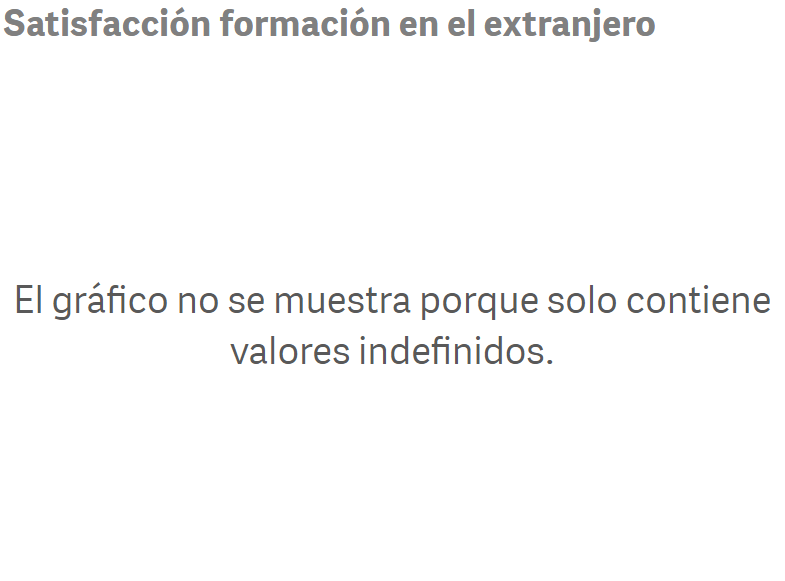 Satisfacción formación en el extranjero
El gráfico no se muestra porque solo contiene
valores indefinidos.